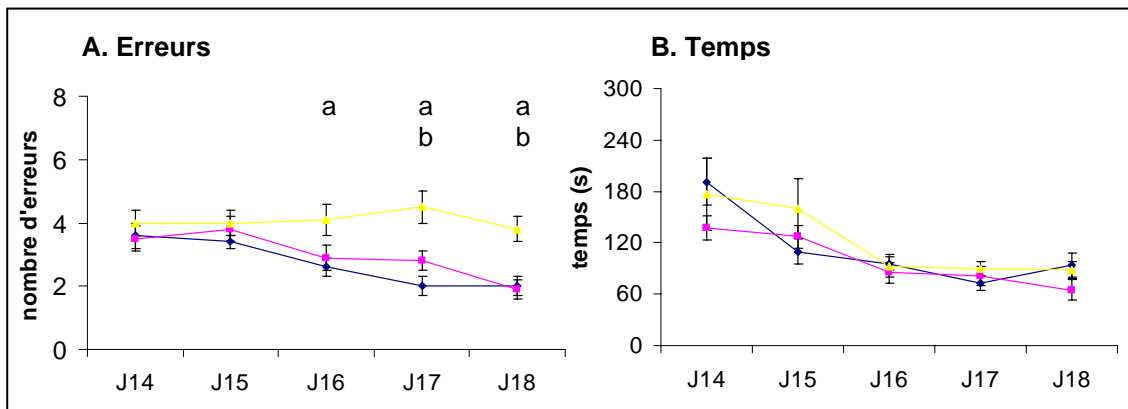 A. Erreurs
nombre d'erreurs
8
6
4
2
0
a
a
b
a
b
J14 J15 J16 J17 J18
B. Temps
temps (s)
300
240
180
120
60
0
J14 J15 J16 J17 J18